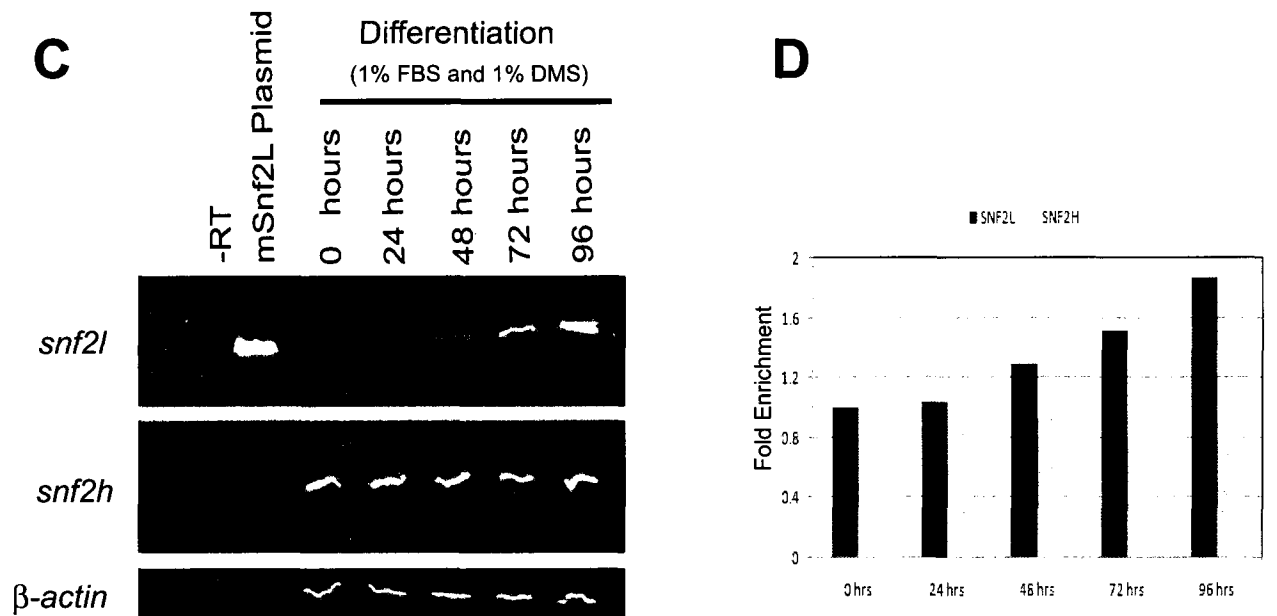 C
Differentiation
(1% FBS and 1% DMS)
-RT
mSnf2L Plasmid
0 hours
24 hours
48 hours
72 hours
96 hours
snf2l
snf2h
β-actin
D
SNF2L SNF2H
Fold Enrichment
2
1.6
1.2
0.8
0.4
0
0 hrs
24 hrs
48 hrs
72 hrs
96 hrs